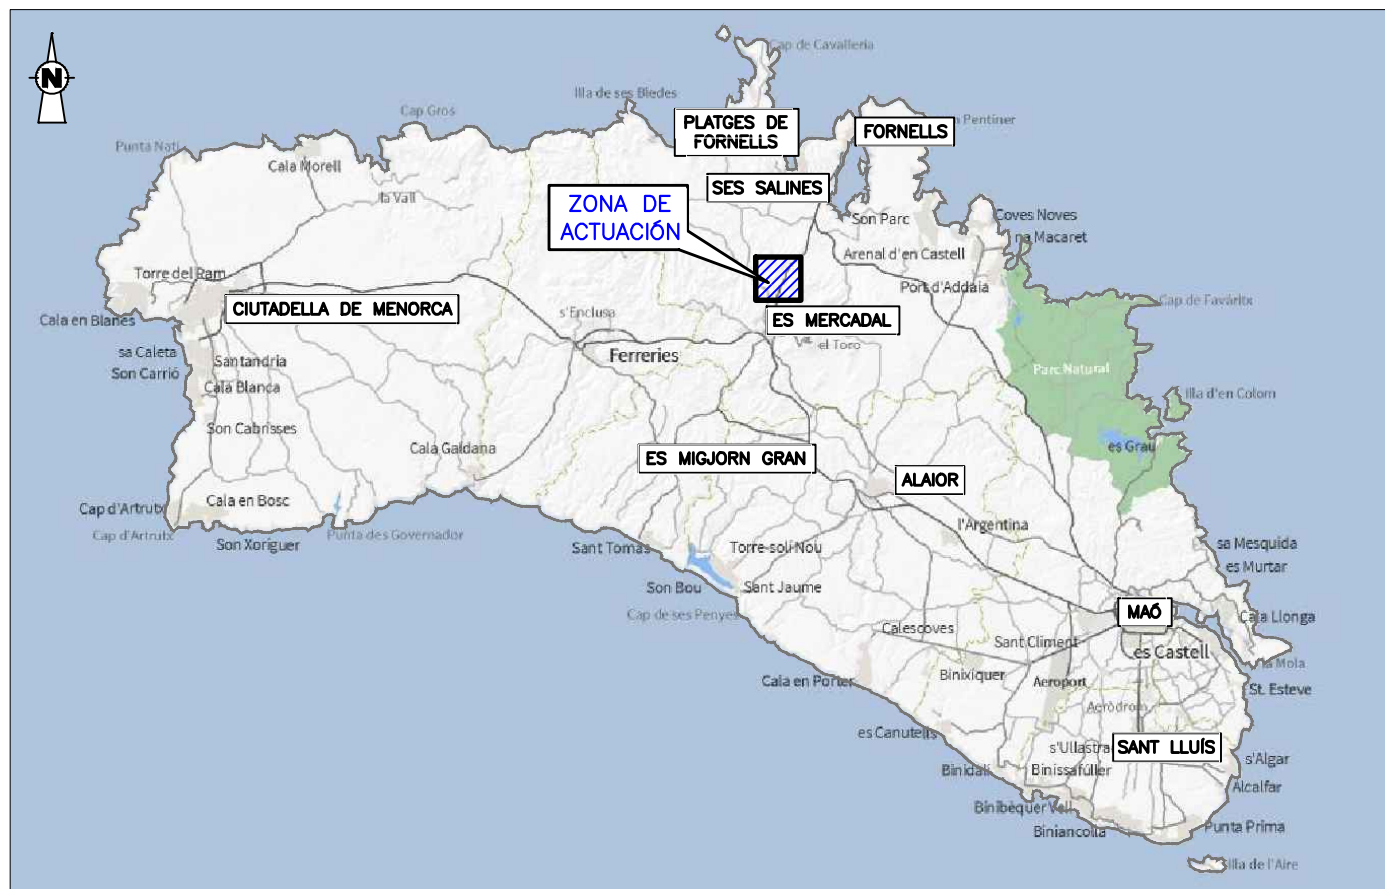 N
Cap de Cavalleria
Illa de ses Bledes
Cap Gros
PLATGES DE
FORNELLS
FORNELLS
Pentiner
Punta Nati
Cala Morell
la Vall
SES SALINES
ZONA DE
ACTUACIÓN
Son Parc
Coves Noves
na Macaret
Arenal d'en Castell
Port d'Addaia
Torre del Ram
CIUTADELLA DE MENORCA
s'Enclusa
ES MERCADAL
el Toro
Cap de Favàritx
Cala en Blanes
sa Caleta
Son Carrió
Santandria
Cala Blanca
Ferreries
Parc Natural
Illa d'en Colom
Son Cabrisses
Cala Galdana
ES MIGJORN GRAN
ALAIOR
es Grau
Cap d'Artrutx
Cala en Bosc
Cap d'Artrutx
Son Xoriguer
Punta des Governador
Sant Tomàs
Torre-solí Nou
l'Argentina
sa Mesquida
es Murtar
Son Bou
Sant Jaume
Cap de ses Penyes
MAÓ
Cala Llonga
Calescoves
Sant Climent
es Castell
la Mola
Cala en Porter
Binixíquer
Aeroport
St. Esteve
Aeròdrom
es Canutells
s'Ullastra
SANT LLUÍS
s'Algar
Binidalí
Binissafúller
Alcalfar
Binibèquer Vell
Biniancolla
Punta Prima
Illa de l'Aire